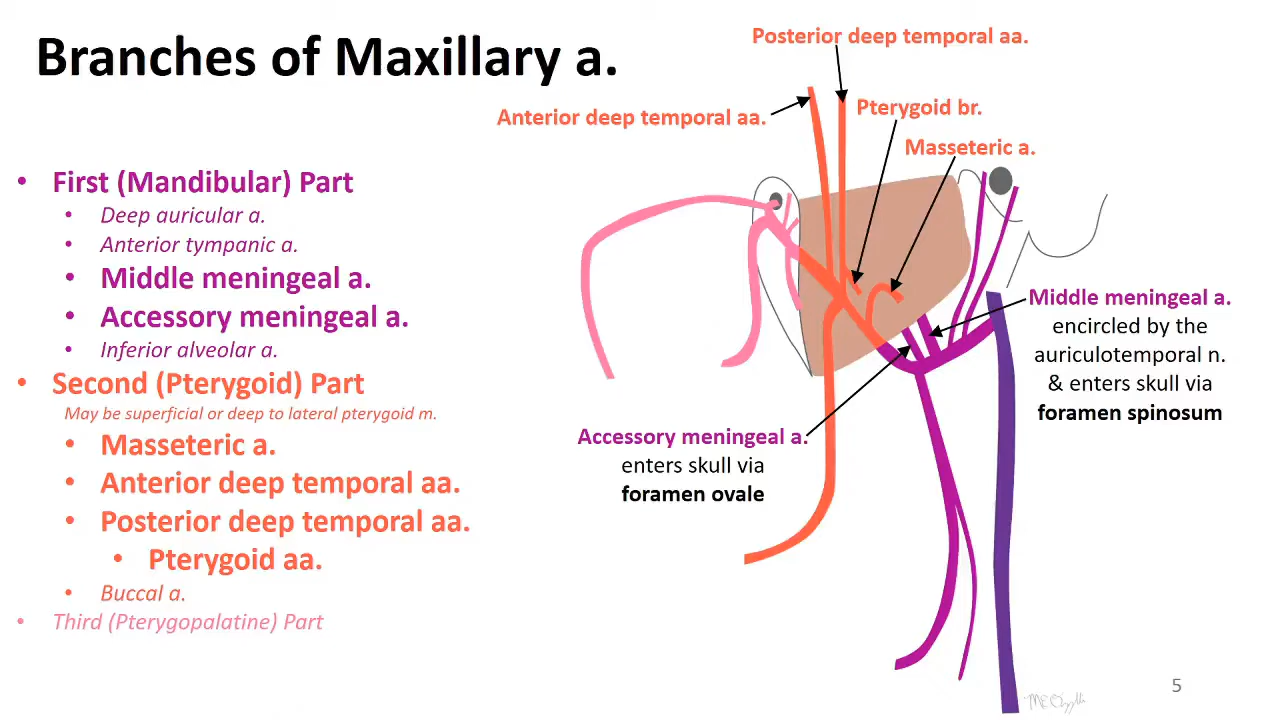 Branches of Maxillary a.
• First (Mandibular) Part
• Deep auricular a.
• Anterior tympanic a.
• Middle meningeal a.
• Accessory meningeal a.
• Inferior alveolar a.
• Second (Pterygoid) Part
May be superficial or deep to lateral pterygoid m.
• Masseteric a.
• Anterior deep temporal aa.
• Posterior deep temporal aa.
• Pterygoid aa.
• Buccal a.
• Third (Pterygopalatine) Part
Posterior deep temporal aa.
Anterior deep temporal aa.
Pterygoid br.
Masseteric a.
Middle meningeal a.
encircled by the
auriculotemporal n.
& enters skull via
foramen spinosum
Accessory meningeal a.
enters skull via
foramen ovale
5